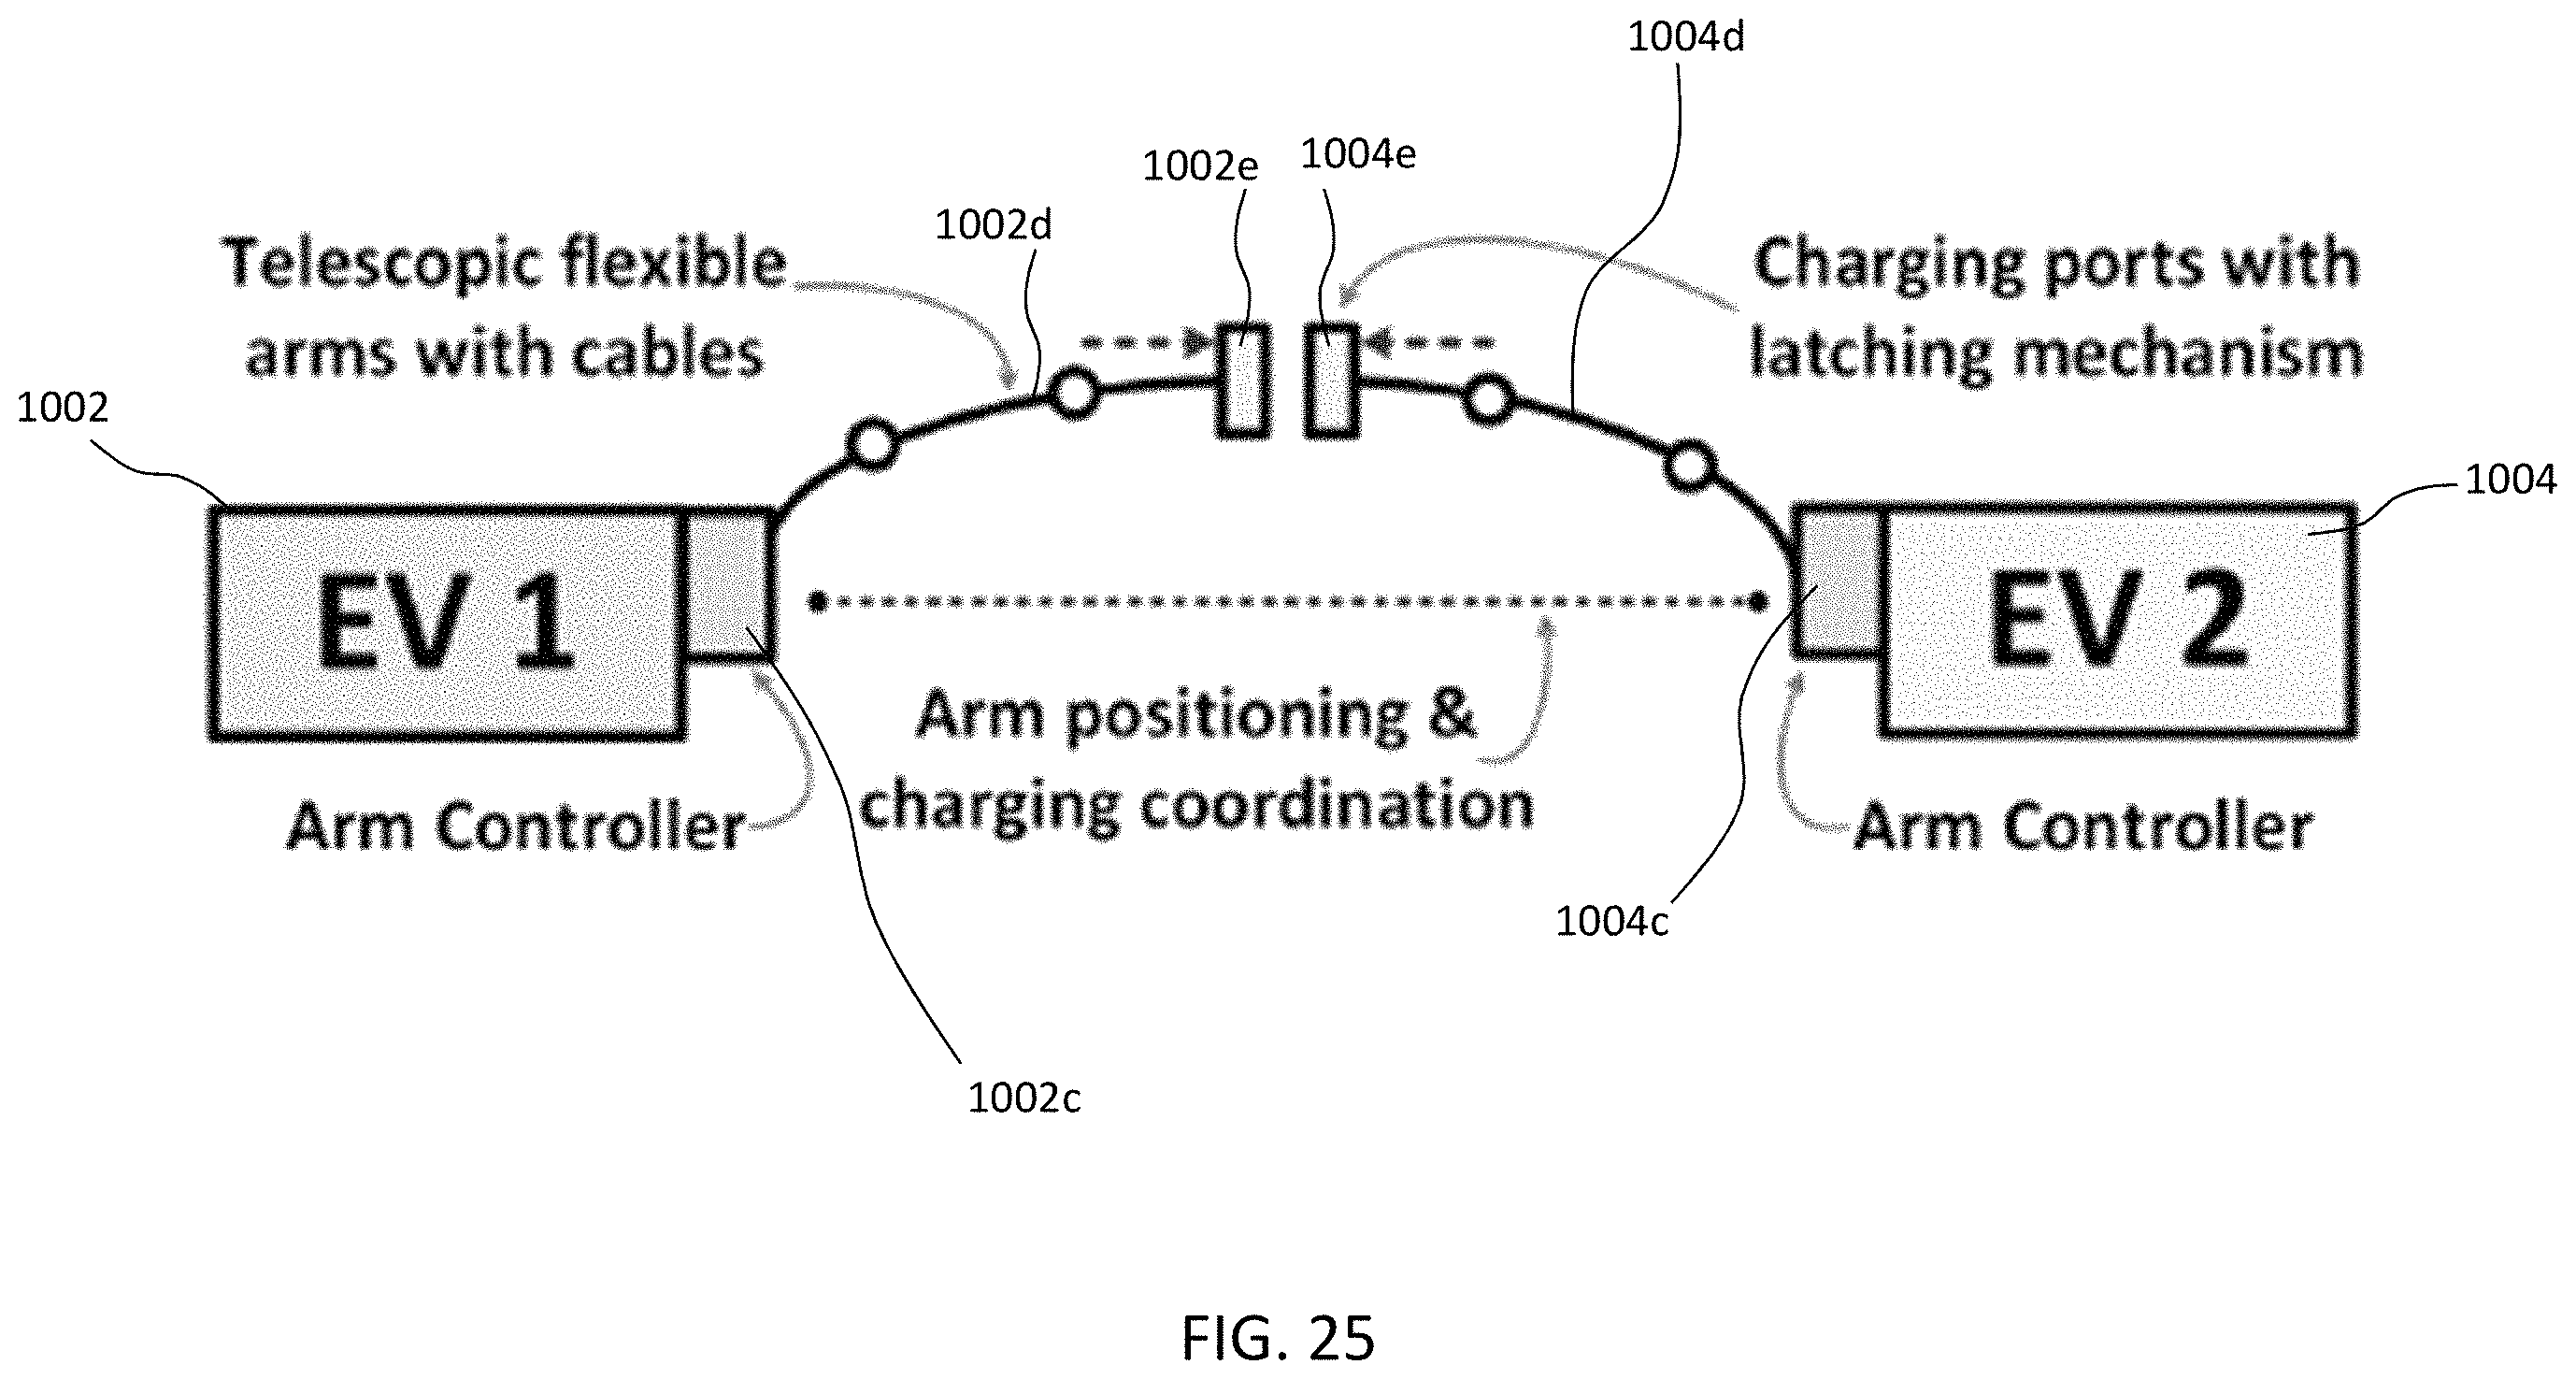 1004d
1002e
1004e
1002d
Telescopic flexible
arms with cables
Charging ports with
latching mechanism
1002
1004
EV 1
EV 2
Arm positioning &
charging coordination
Arm Controller
Arm Controller
1004c
1002c
FIG. 25